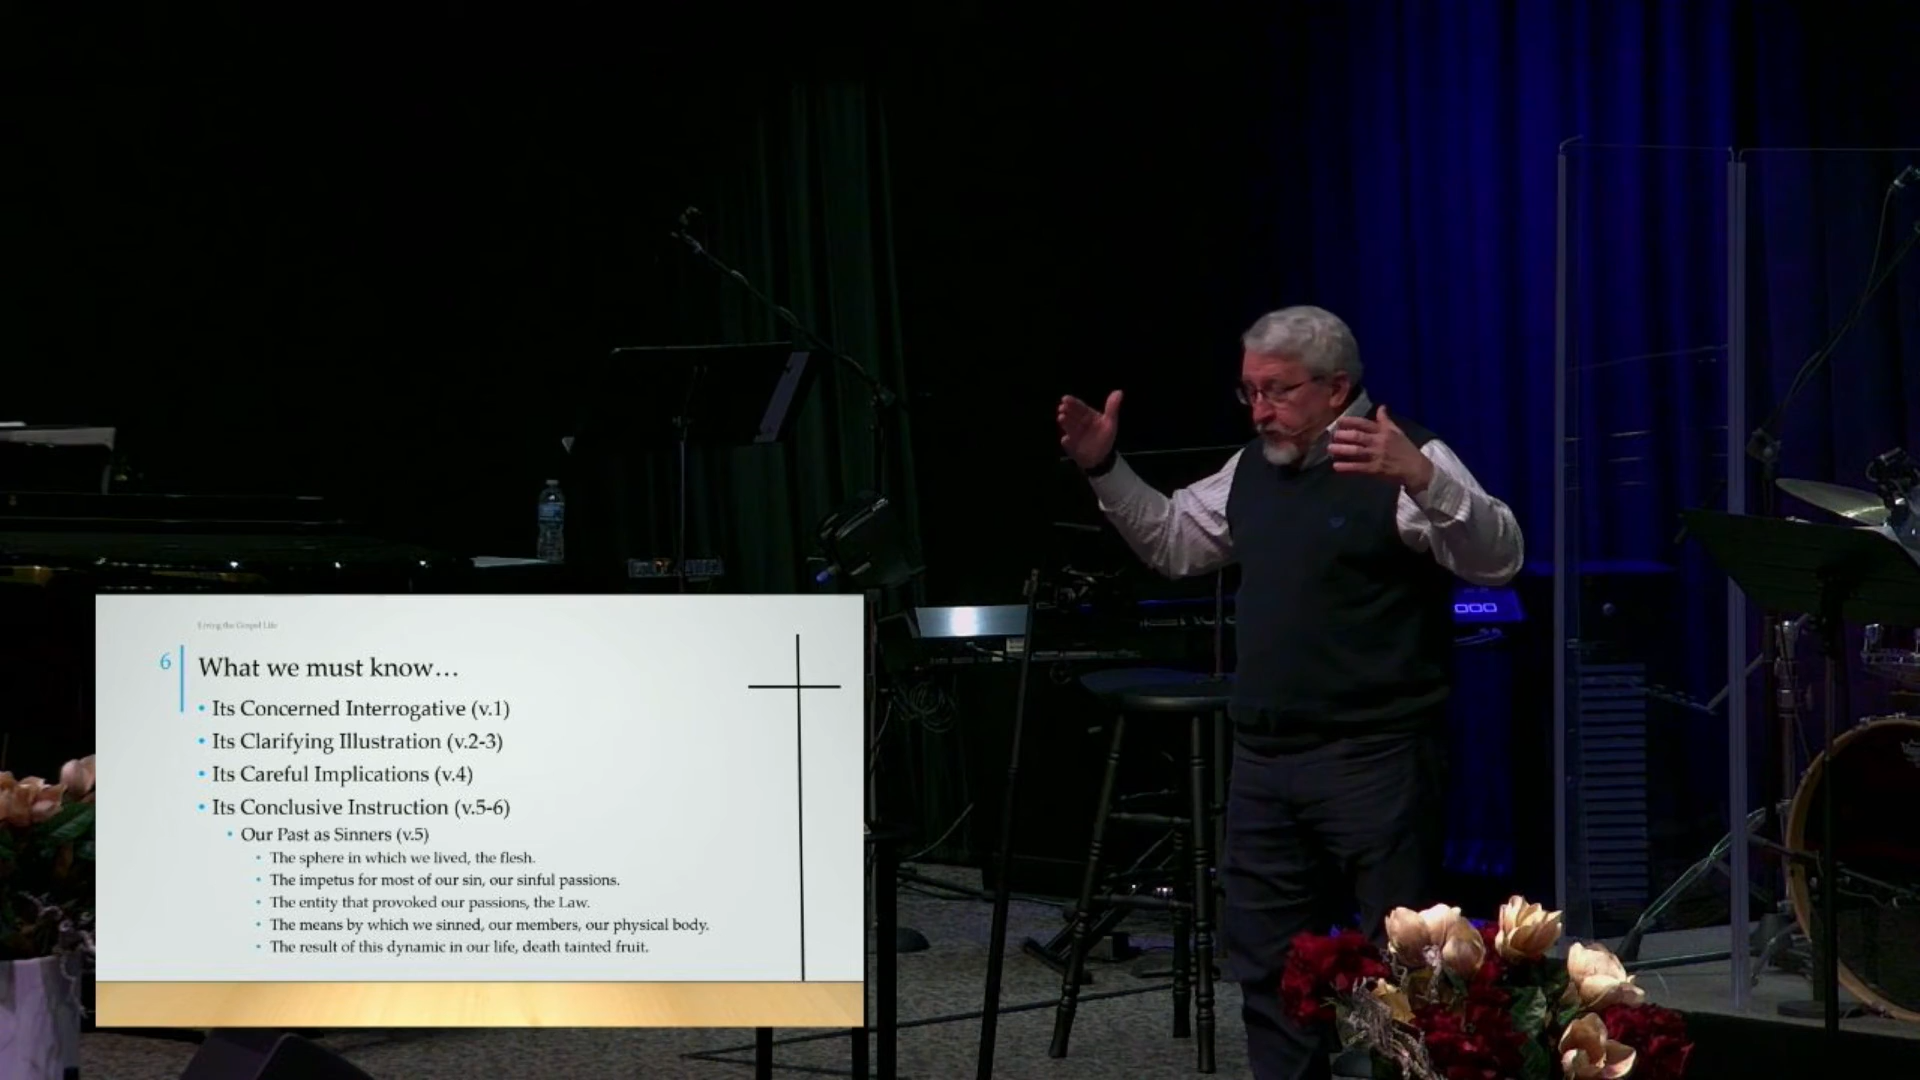 Living the Gospel Life
6
What we must know...
• Its Concerned Interrogative (v.1)
• Its Clarifying Illustration (v.2-3)
• Its Careful Implications (v.4)
• Its Conclusive Instruction (v.5-6)
• Our Past as Sinners (v.5)
• The sphere in which we lived, the flesh.
• The impetus for most of our sin, our sinful passions.
• The entity that provoked our passions, the Law.
• The means by which we sinned, our members, our physical body.
• The result of this dynamic in our life, death tainted fruit.